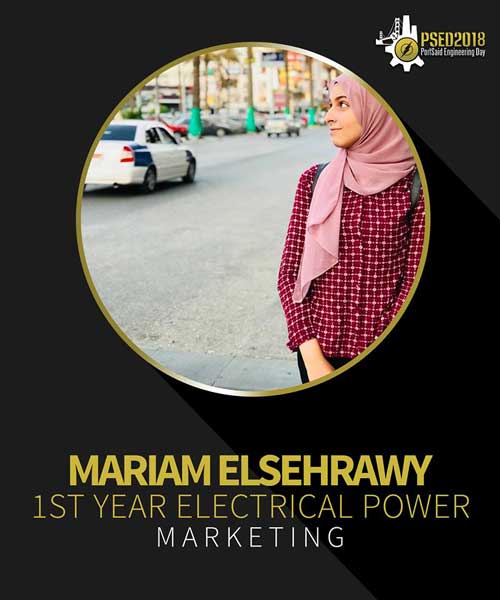 PSED2018
PortSaid Engineering Day
MARIAM ELSEHRAWY
1ST YEAR ELECTRICAL POWER
MARKETING